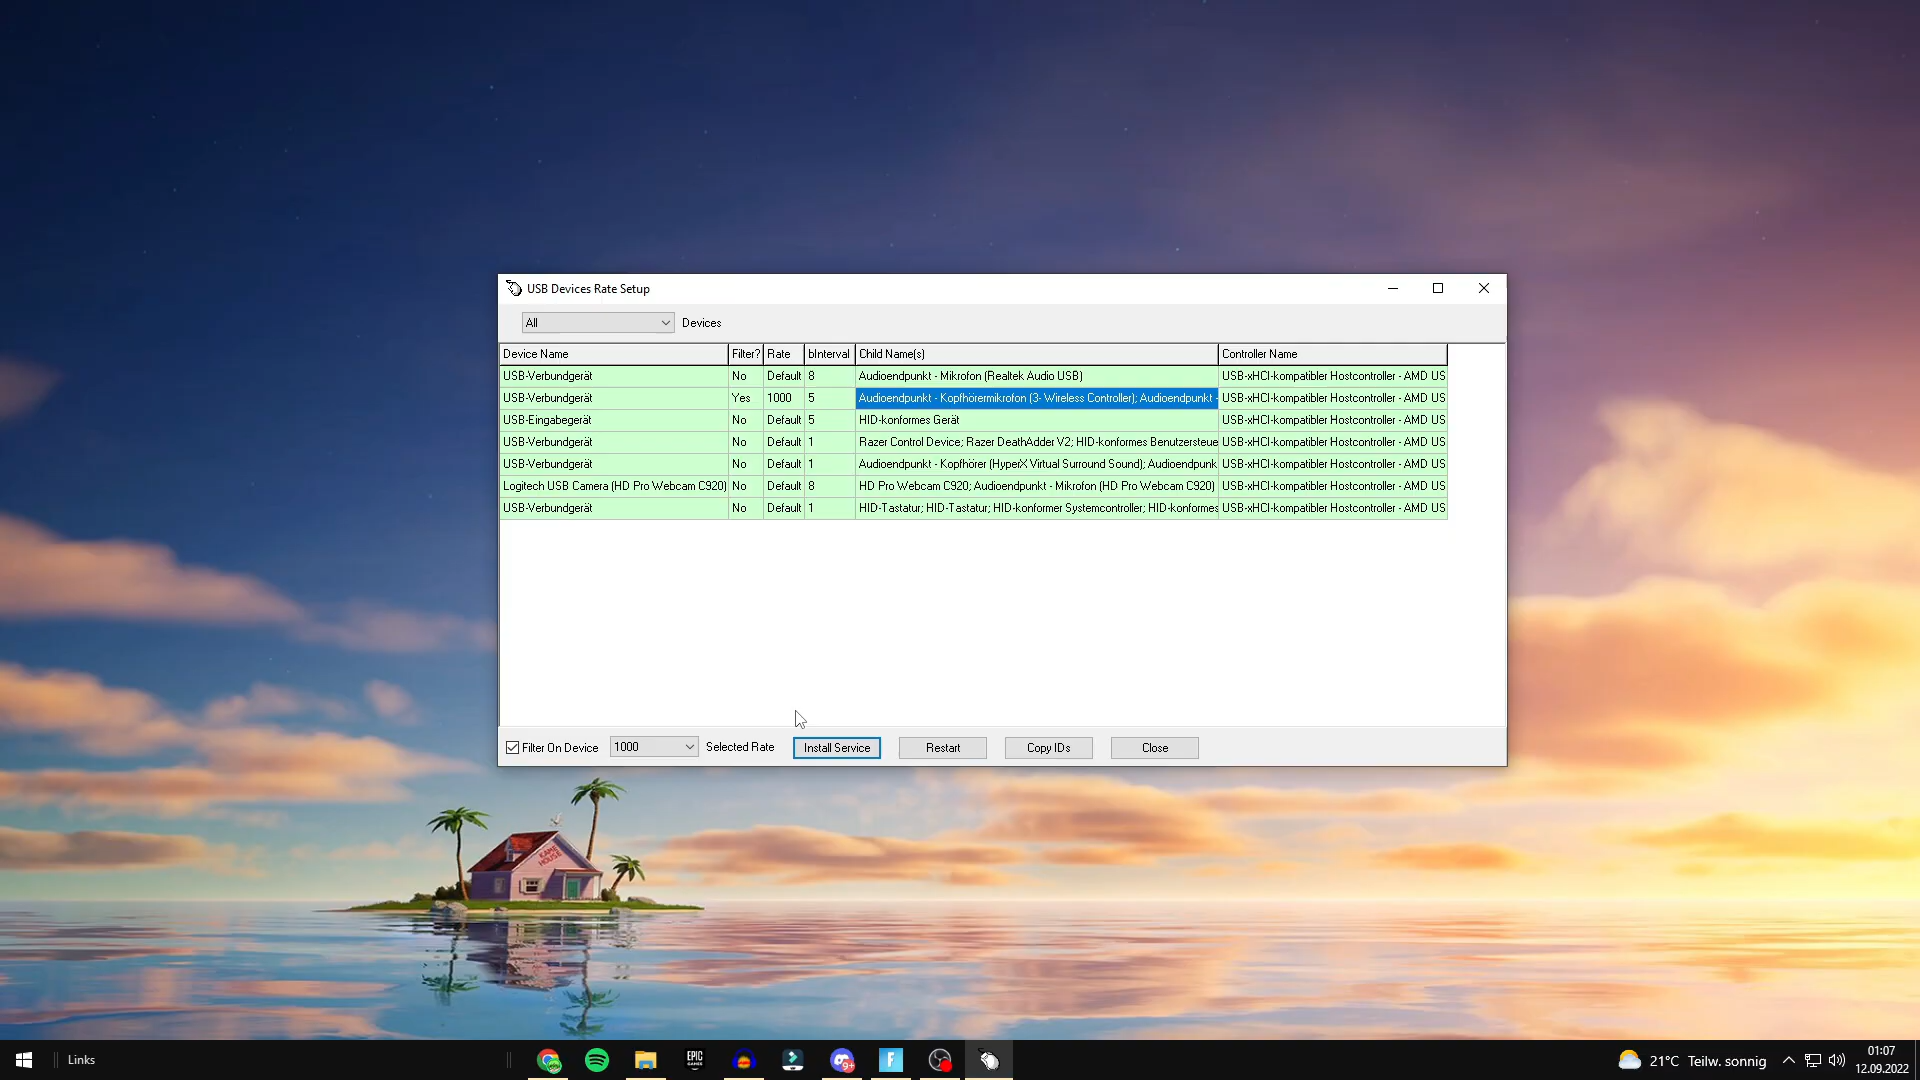 USB Devices Rate Setup
All Devices
Device Name Filter? Rate bInterval Child Name(s) Controller Name
USB-Verbundgerät No Default 8 Audioendpunkt - Mikrofon (Realtek Audio USB) USB-xHCI-kompatibler Hostcontroller - AMD US
USB-Verbundgerät Yes 1000 5 Audioendpunkt - Kopfhörermikrofon (3- Wireless Controller); Audioendpunkt - USB-xHCI-kompatibler Hostcontroller - AMD US
USB-Eingabegerät No Default 5 HID-konformes Gerät USB-xHCI-kompatibler Hostcontroller - AMD US
USB-Verbundgerät No Default 1 Razer Control Device; Razer DeathAdder V2; HID-konformes Benutzersteue USB-xHCI-kompatibler Hostcontroller - AMD US
USB-Verbundgerät No Default 1 Audioendpunkt - Kopfhörer (HyperX Virtual Surround Sound); Audioendpunk USB-xHCI-kompatibler Hostcontroller - AMD US
Logitech USB Camera (HD Pro Webcam C920) No Default 8 HD Pro Webcam C920; Audioendpunkt - Mikrofon (HD Pro Webcam C920) USB-xHCI-kompatibler Hostcontroller - AMD US
USB-Verbundgerät No Default 1 HID-Tastatur; HID-Tastatur; HID-konformer Systemcontroller; HID-konformes USB-xHCI-kompatibler Hostcontroller - AMD US
Filter On Device 1000 Selected Rate Install Service Restart Copy IDs Close
KAME HOUSE
Links EPIC GAMES 9+ F 21°C Teilw. sonnig 01:07
12.09.2022